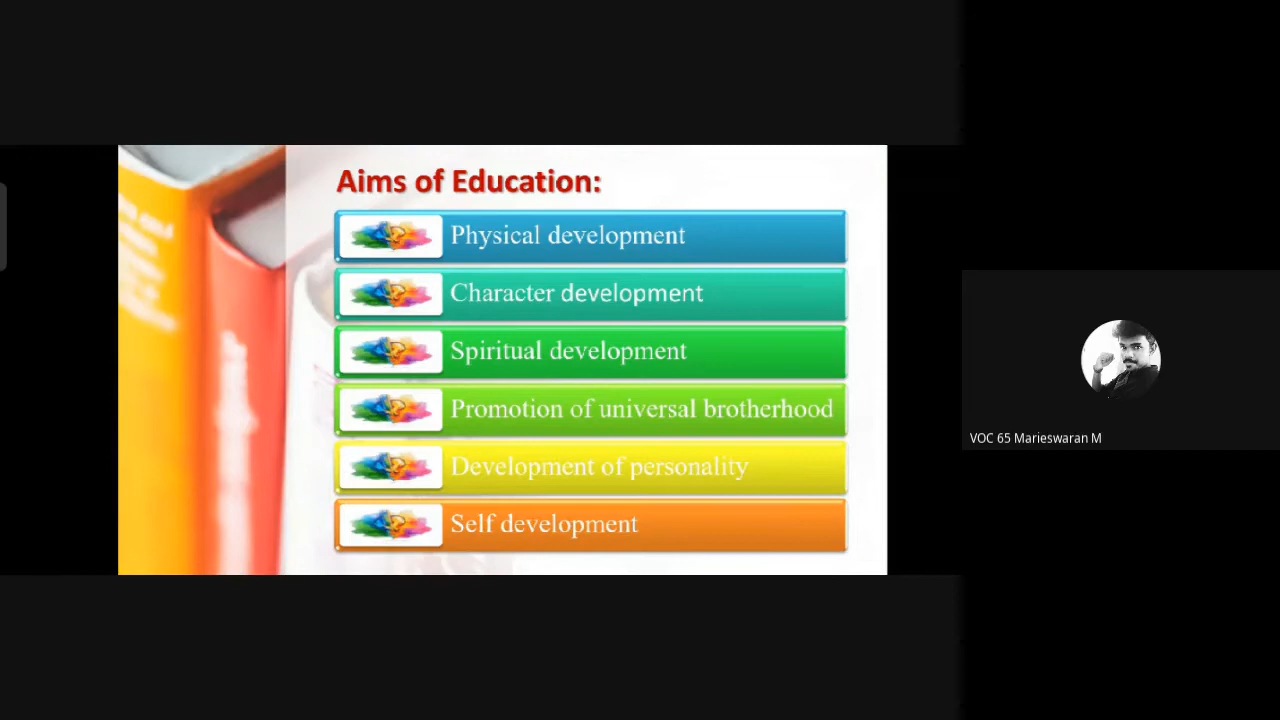 Aims of Education:
Physical development
Character development
Spiritual development
Promotion of universal brotherhood
Development of personality
Self development
VOC 65 Marieswaran M